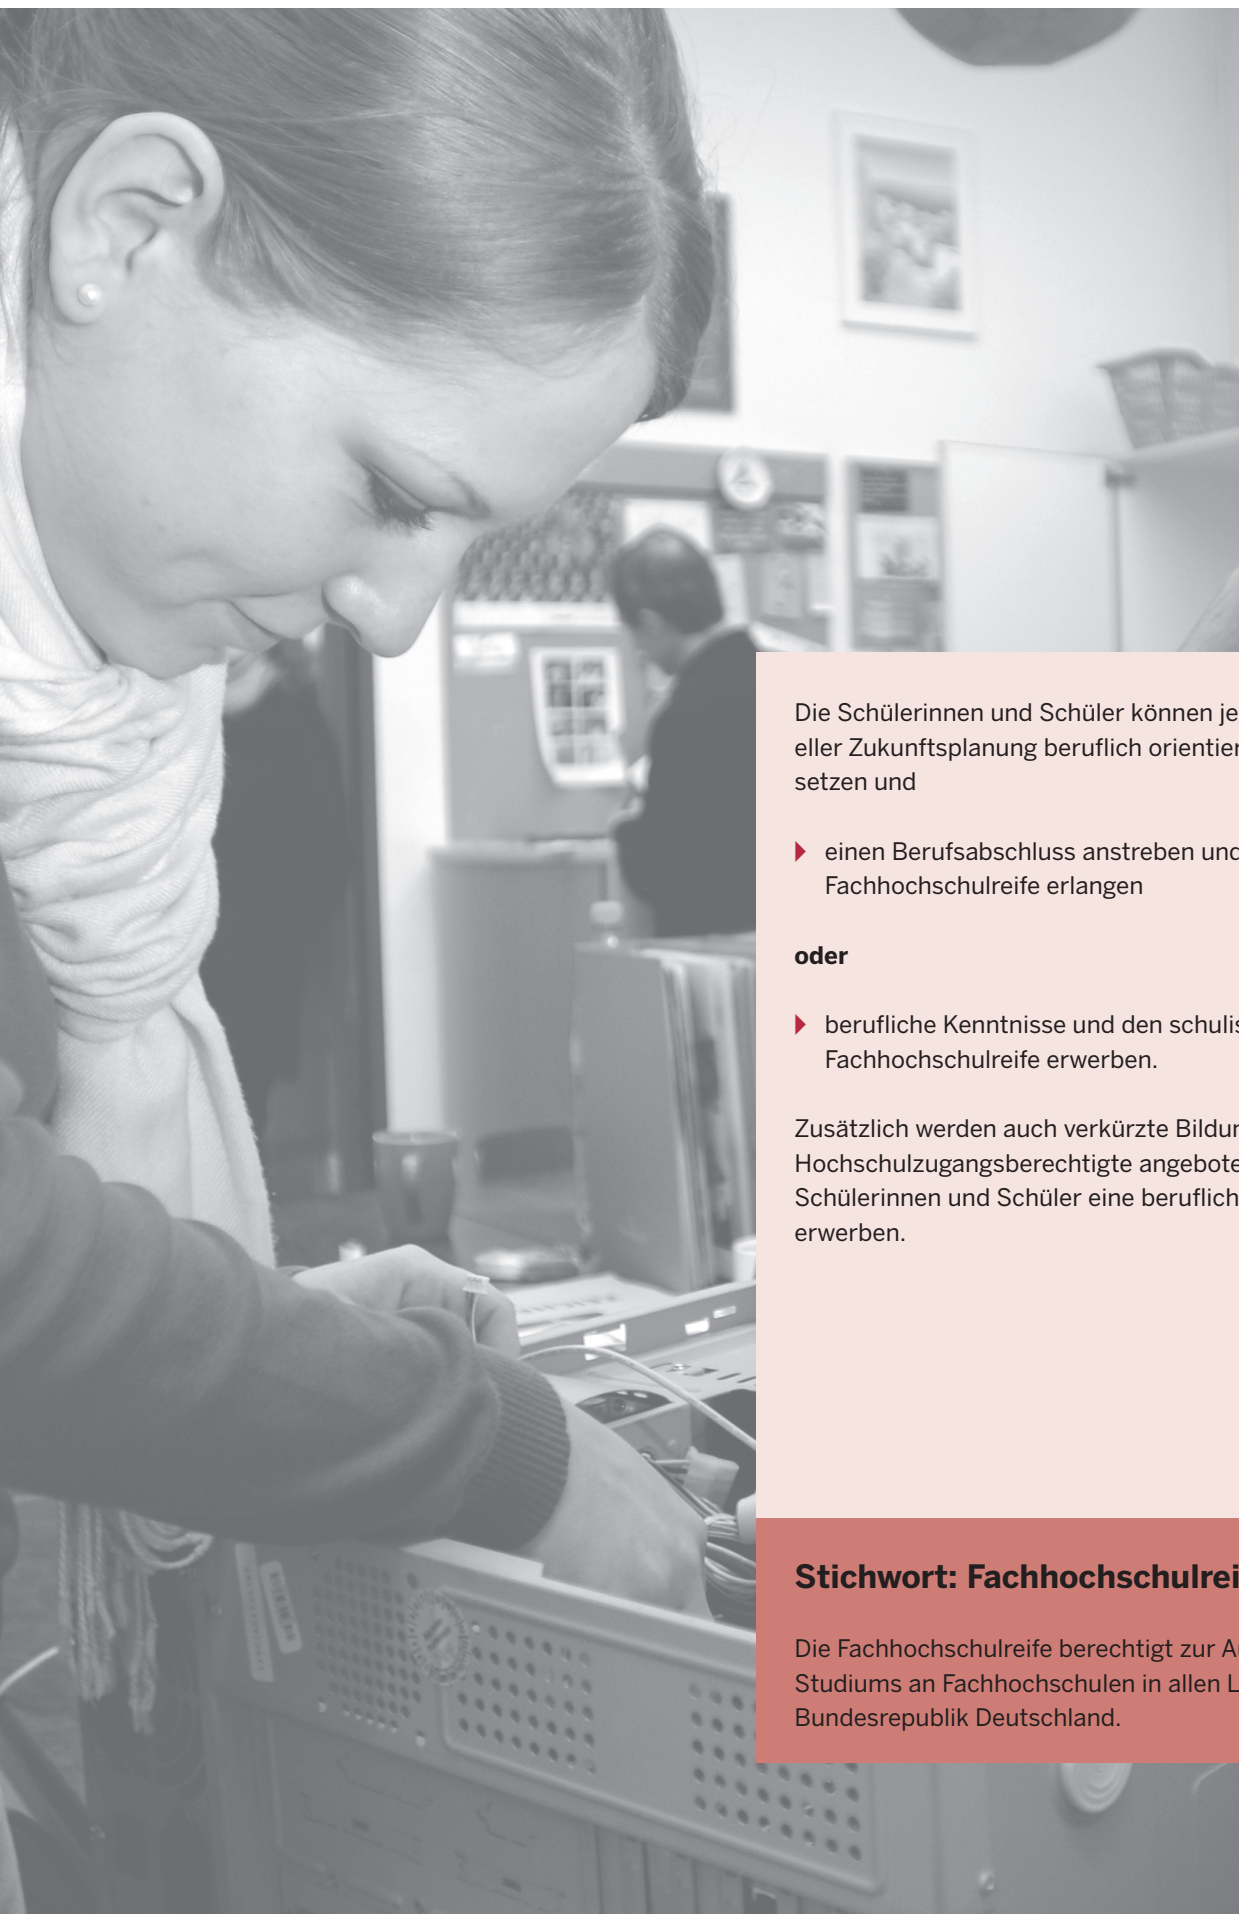 Die Schülerinnen und Schüler können je
eller Zukunftsplanung beruflich orientier
setzen und
einen Berufsabschluss anstreben und
Fachhochschulreife erlangen
oder
berufliche Kenntnisse und den schulis
Fachhochschulreife erwerben.
Zusätzlich werden auch verkürzte Bildun
Hochschulzugangsberechtigte angebote
Schülerinnen und Schüler eine beruflich
erwerben.
Stichwort: Fachhochschulrei
Die Fachhochschulreife berechtigt zur Au
Studiums an Fachhochschulen in allen L
Bundesrepublik Deutschland.